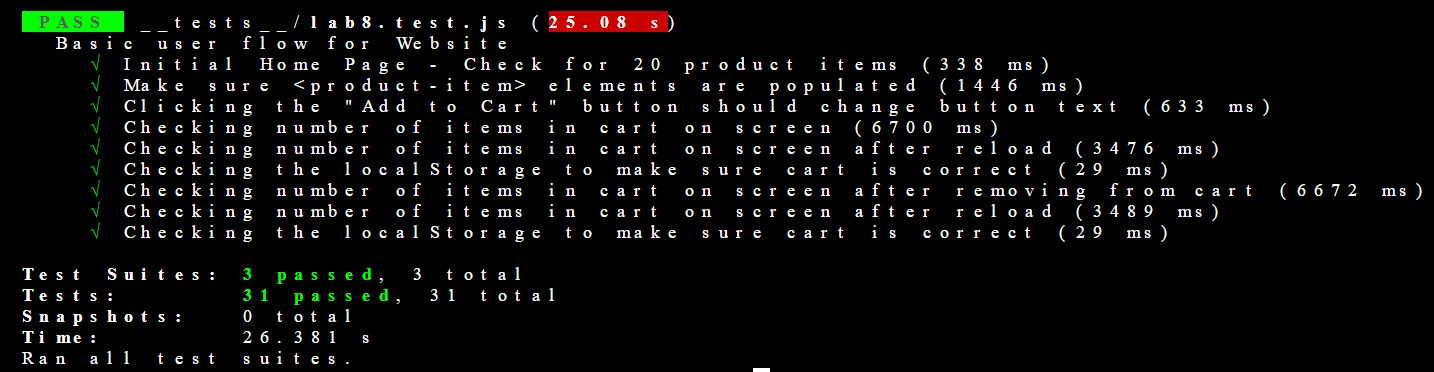 PASS __tests__/lab8.test.js (25.08 s)
Basic user flow for Website
√ Initial Home Page - Check for 20 product items (338 ms)
√ Make sure <product-item> elements are populated (1446 ms)
√ Clicking the "Add to Cart" button should change button text (633 ms)
√ Checking number of items in cart on screen (6700 ms)
√ Checking number of items in cart on screen after reload (3476 ms)
√ Checking the localStorage to make sure cart is correct (29 ms)
√ Checking number of items in cart on screen after removing from cart (6672 ms)
√ Checking number of items in cart on screen after reload (3489 ms)
√ Checking the localStorage to make sure cart is correct (29 ms)
Test Suites: 3 passed, 3 total
Tests: 31 passed, 31 total
Snapshots: 0 total
Time: 26.381 s
Ran all test suites.